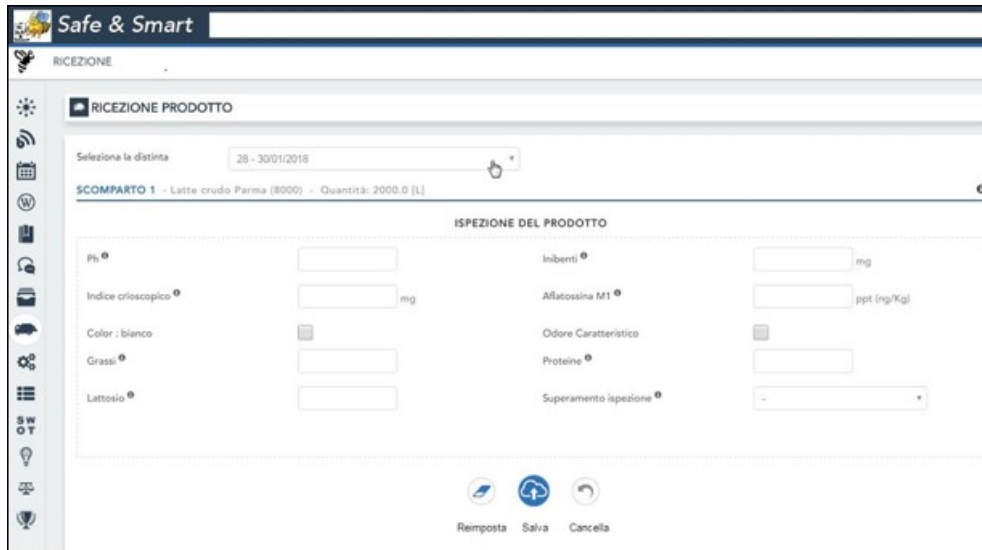 Safe & Smart
RICEZIONE
RICEZIONE PRODOTTO
Seleziona la distinta 28 - 30/01/2018
SCOMPARTO 1 - Latte crudo Parma (8000) - Quantità: 2000.0 [L]
ISPEZIONE DEL PRODOTTO
Ph Inibenti mg
Indice crioscopico mg Aflatossina M1 ppt (ng/Kg)
Color : bianco Odore Caratteristico
Grassi Proteine
Lattosio Superamento ispezione -
S W
O T
Reimposta Salva Cancella